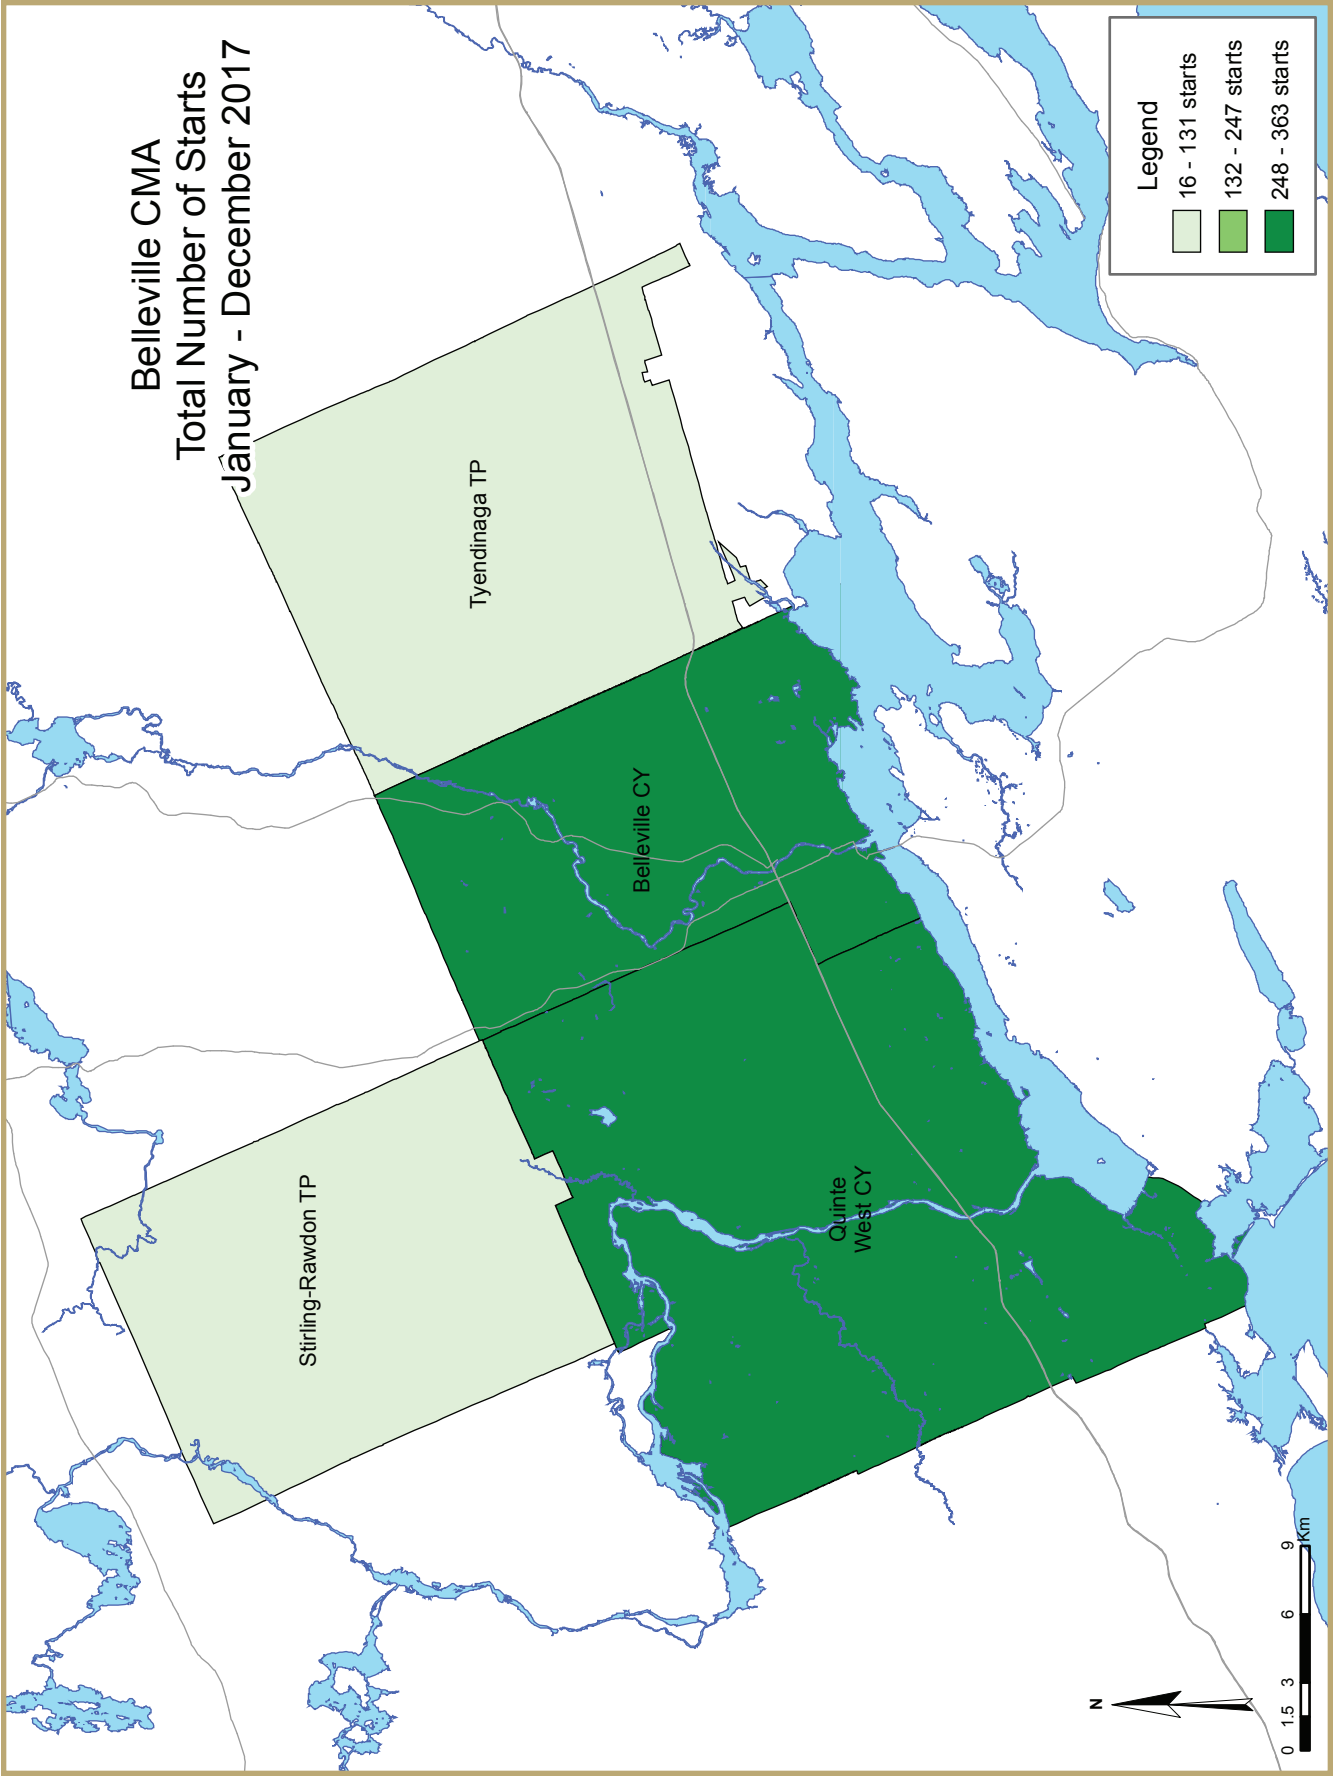 Belleville CMA
Total Number of Starts
January - December 2017
Stirling-Rawdon TP
Tyendinaga TP
Belleville CY
Quinte
West CY
Legend
16 - 131 starts
132 - 247 starts
248 - 363 starts
N
0 1.5 3 6 9
Km